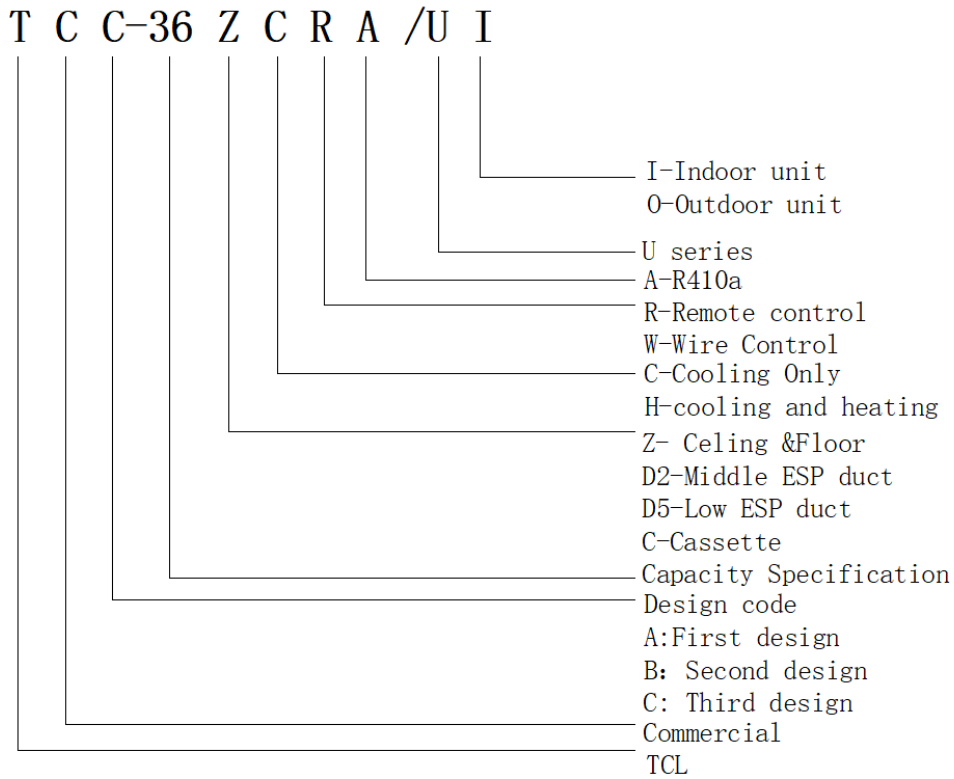 T C C-36 Z C R A /U I
I-Indoor unit
O-Outdoor unit
U series
A-R410a
R-Remote control
W-Wire Control
C-Cooling Only
H-cooling and heating
Z- Celing &Floor
D2-Middle ESP duct
D5-Low ESP duct
C-Cassette
Capacity Specification
Design code
A:First design
B: Second design
C: Third design
Commercial
TCL